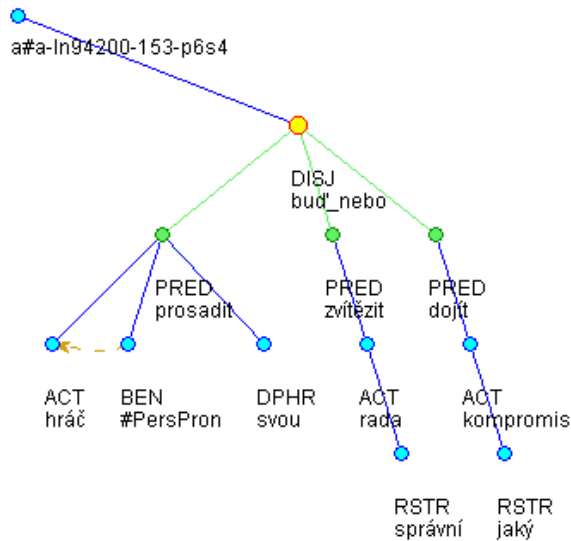 a#a-ln94200-153-p6s4
DISJ
buď_nebo
PRED PRED PRED
prosadit zvítězit dojít
ACT BEN DPHR ACT ACT
hráč #PersPron svou rada kompromis
RSTR RSTR
správní jaký